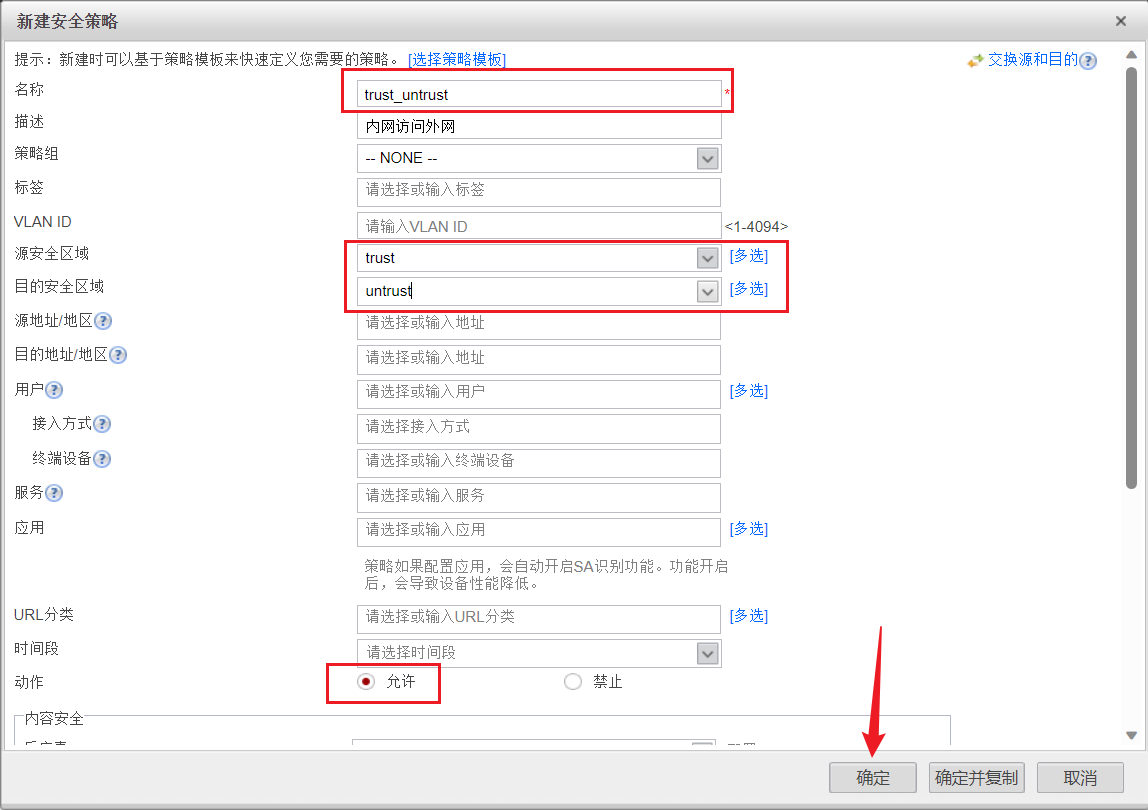 新建安全策略
提示：新建时可以基于策略模板来快速定义您需要的策略。 [选择策略模板] 交换源和目的
名称 trust_untrust *
描述 内网访问外网
策略组 -- NONE --
标签 请选择或输入标签
VLAN ID 请输入VLAN ID <1-4094>
源安全区域 trust [多选]
目的安全区域 untrust [多选]
源地址/地区 请选择或输入地址
目的地址/地区 请选择或输入地址
用户 请选择或输入用户 [多选]
接入方式 请选择接入方式
终端设备 请选择或输入终端设备
服务 请选择或输入服务
应用 请选择或输入应用 [多选]
策略如果配置应用，会自动开启SA识别功能。功能开启
后，会导致设备性能降低。
URL分类 请选择或输入URL分类 [多选]
时间段 请选择时间段
动作 允许 禁止
内容安全
确定 确定并复制 取消